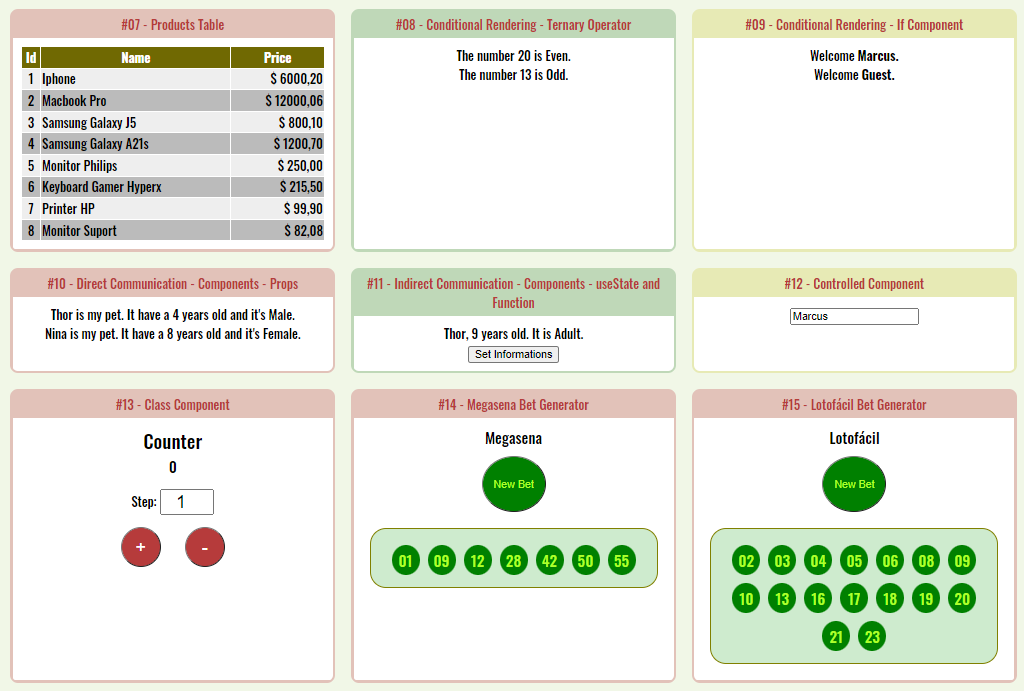 #07 - Products Table
Id Name Price
1 Iphone $ 6000,20
2 Macbook Pro $ 12000,06
3 Samsung Galaxy J5 $ 800,10
4 Samsung Galaxy A21s $ 1200,70
5 Monitor Philips $ 250,00
6 Keyboard Gamer Hyperx $ 215,50
7 Printer HP $ 99,90
8 Monitor Suport $ 82,08
#08 - Conditional Rendering - Ternary Operator
The number 20 is Even.
The number 13 is Odd.
#09 - Conditional Rendering - If Component
Welcome Marcus.
Welcome Guest.
#10 - Direct Communication - Components - Props
Thor is my pet. It have a 4 years old and it's Male.
Nina is my pet. It have a 8 years old and it's Female.
#11 - Indirect Communication - Components - useState and
Function
Thor, 9 years old. It is Adult.
Set Informations
#12 - Controlled Component
Marcus
#13 - Class Component
Counter
0
Step: 1
+ -
#14 - Megasena Bet Generator
Megasena
New Bet
01 09 12 28 42 50 55
#15 - Lotofácil Bet Generator
Lotofácil
New Bet
02 03 04 05 06 08 09
10 13 16 17 18 19 20
21 23